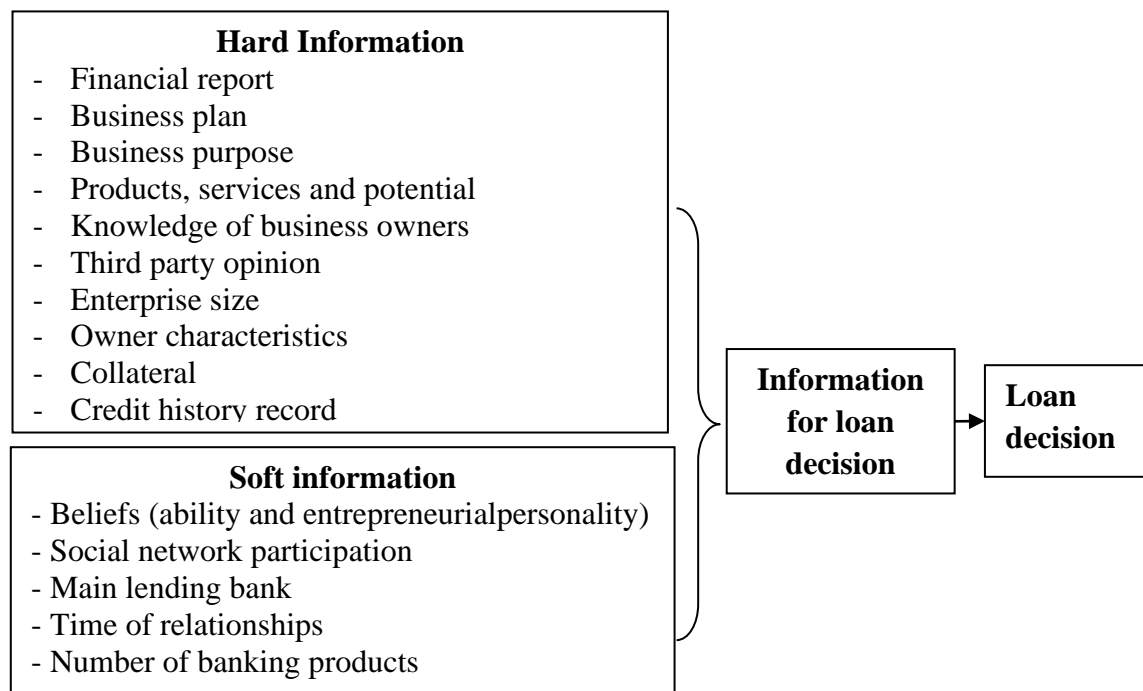 Hard Information
- Financial report
- Business plan
- Business purpose
- Products, services and potential
- Knowledge of business owners
- Third party opinion
- Enterprise size
- Owner characteristics
- Collateral
- Credit history record
Soft information
- Beliefs (ability and entrepreneurialpersonality)
- Social network participation
- Main lending bank
- Time of relationships
- Number of banking products
Information
for loan
decision
Loan
decision